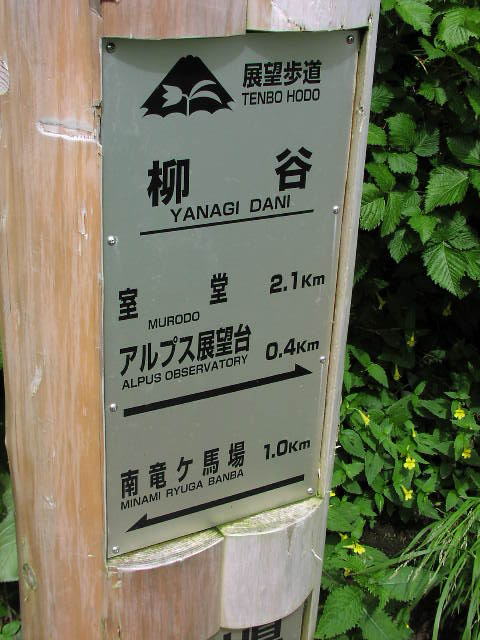 展望歩道
TENBO HODO
柳谷
YANAGI DANI
室堂 2.1Km
MURODO
アルプス展望台 0.4Km
ALPUS OBSERVATORY
南竜ケ馬場 1.0Km
MINAMI RYUGA BANBA